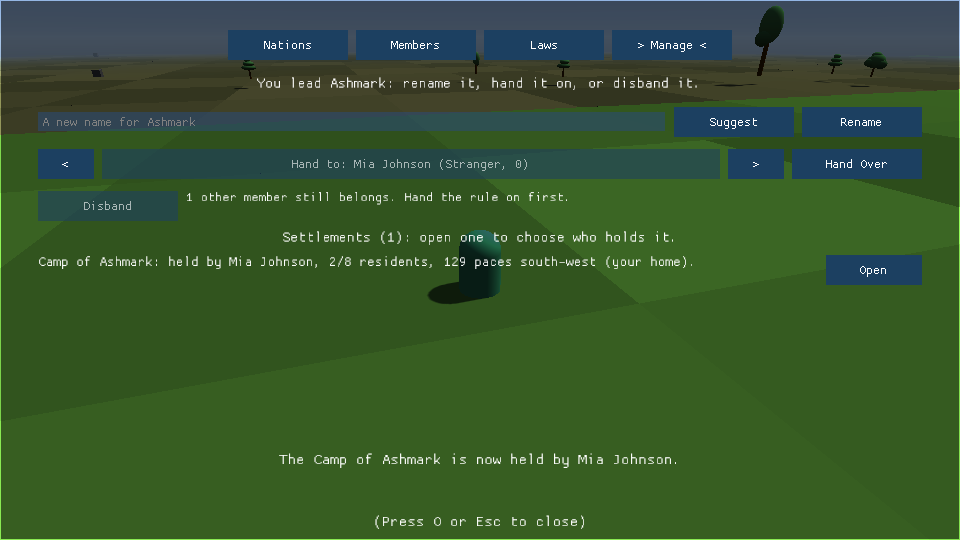 Nations
Members
Laws
> Manage <
You lead Ashmark: rename it, hand it on, or disband it.
A new name for Ashmark
Suggest
Rename
<
Hand to: Mia Johnson (Stranger, 0)
>
Hand Over
Disband
1 other member still belongs. Hand the rule on first.
Settlements (1): open one to choose who holds it.
Camp of Ashmark: held by Mia Johnson, 2/8 residents, 129 paces south-west (your home).
Open
The Camp of Ashmark is now held by Mia Johnson.
(Press O or Esc to close)